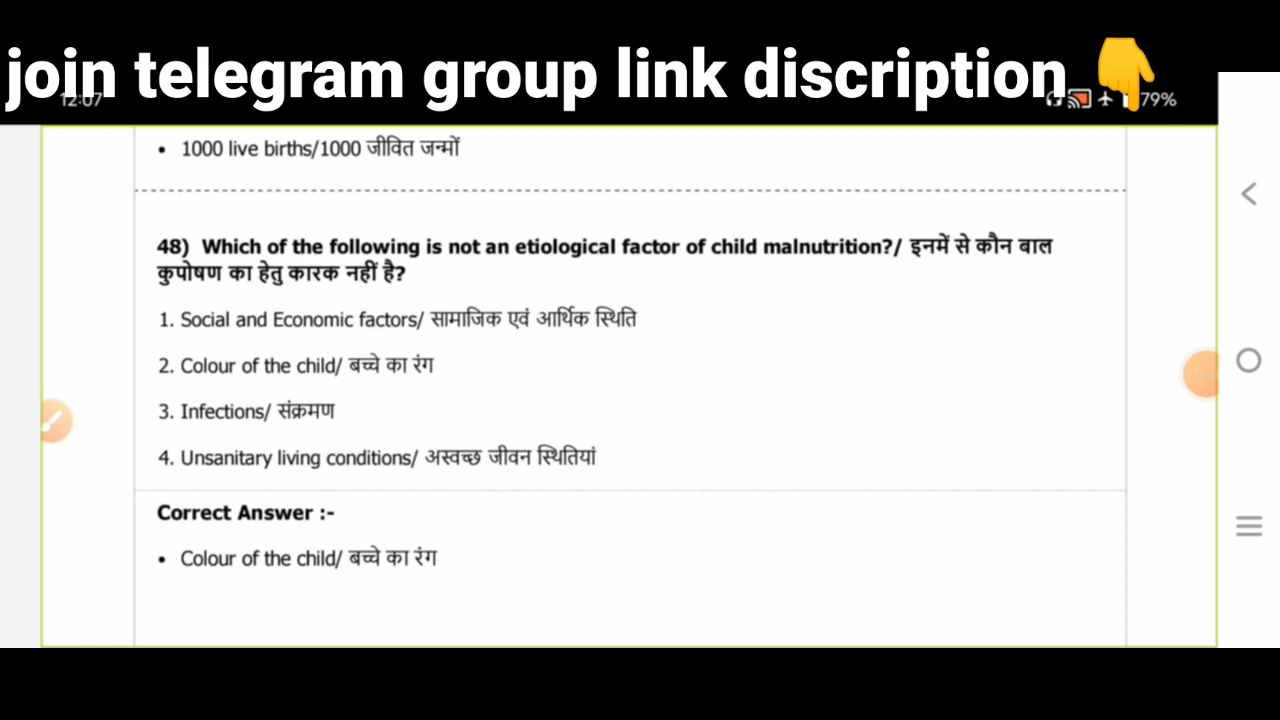 join telegram group link discription
12:07 79%
• 1000 live births/1000 जीवित जन्मों
48) Which of the following is not an etiological factor of child malnutrition?/ इनमें से कौन बाल
कुपोषण का हेतु कारक नहीं है?
1. Social and Economic factors/ सामाजिक एवं आर्थिक स्थिति
2. Colour of the child/ बच्चे का रंग
3. Infections/ संक्रमण
4. Unsanitary living conditions/ अस्वच्छ जीवन स्थितियां
Correct Answer :-
• Colour of the child/ बच्चे का रंग